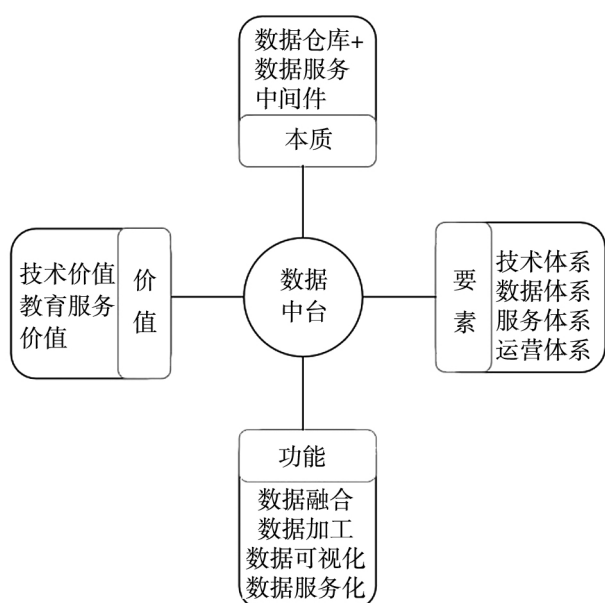 数据仓库+
数据服务
中间件
本质
技术价值
教育服务
价值
价
值
数据
中台
要
素
技术体系
数据体系
服务体系
运营体系
功能
数据融合
数据加工
数据可视化
数据服务化